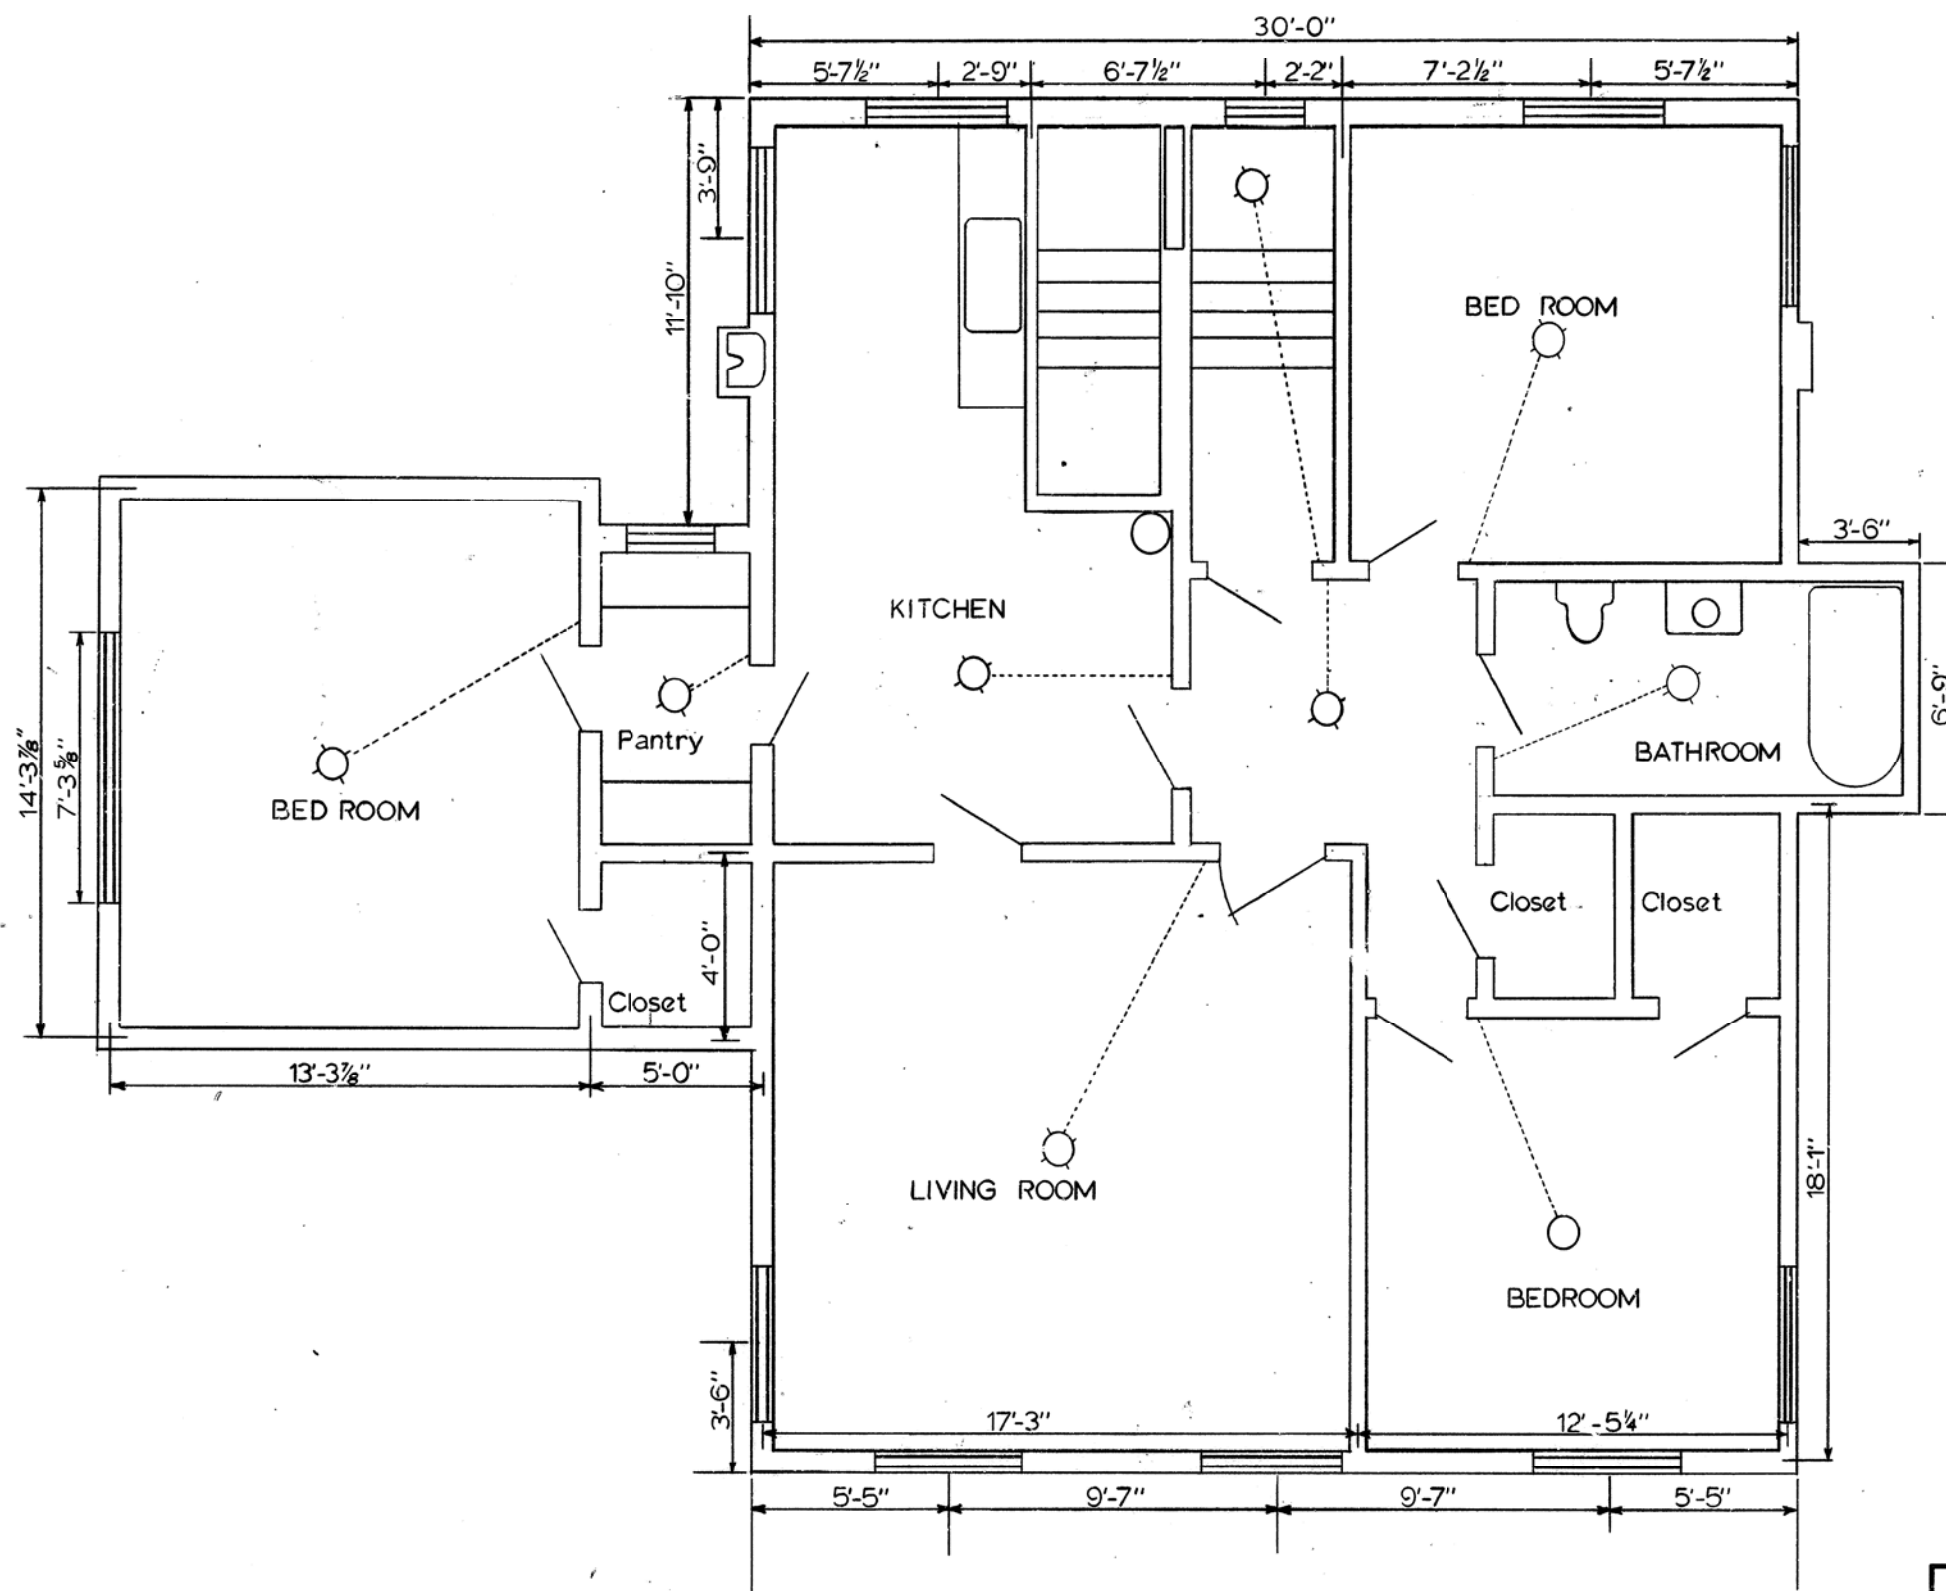 30'-0"
5'-7½" 2'-9" 6'-7½" 2'-2" 7'-2½" 5'-7½"
3'-9"
11'-10"
BED ROOM
3'-6"
KITCHEN
6'-9"
14'-3⅞"
7'-3⅝"
Pantry
BATHROOM
BED ROOM
Closet Closet
4'-0"
Closet
13'-3⅞" 5'-0"
18'-1"
LIVING ROOM
BEDROOM
3'-6"
17'-3" 12'-5¼"
5'-5" 9'-7" 9'-7" 5'-5"